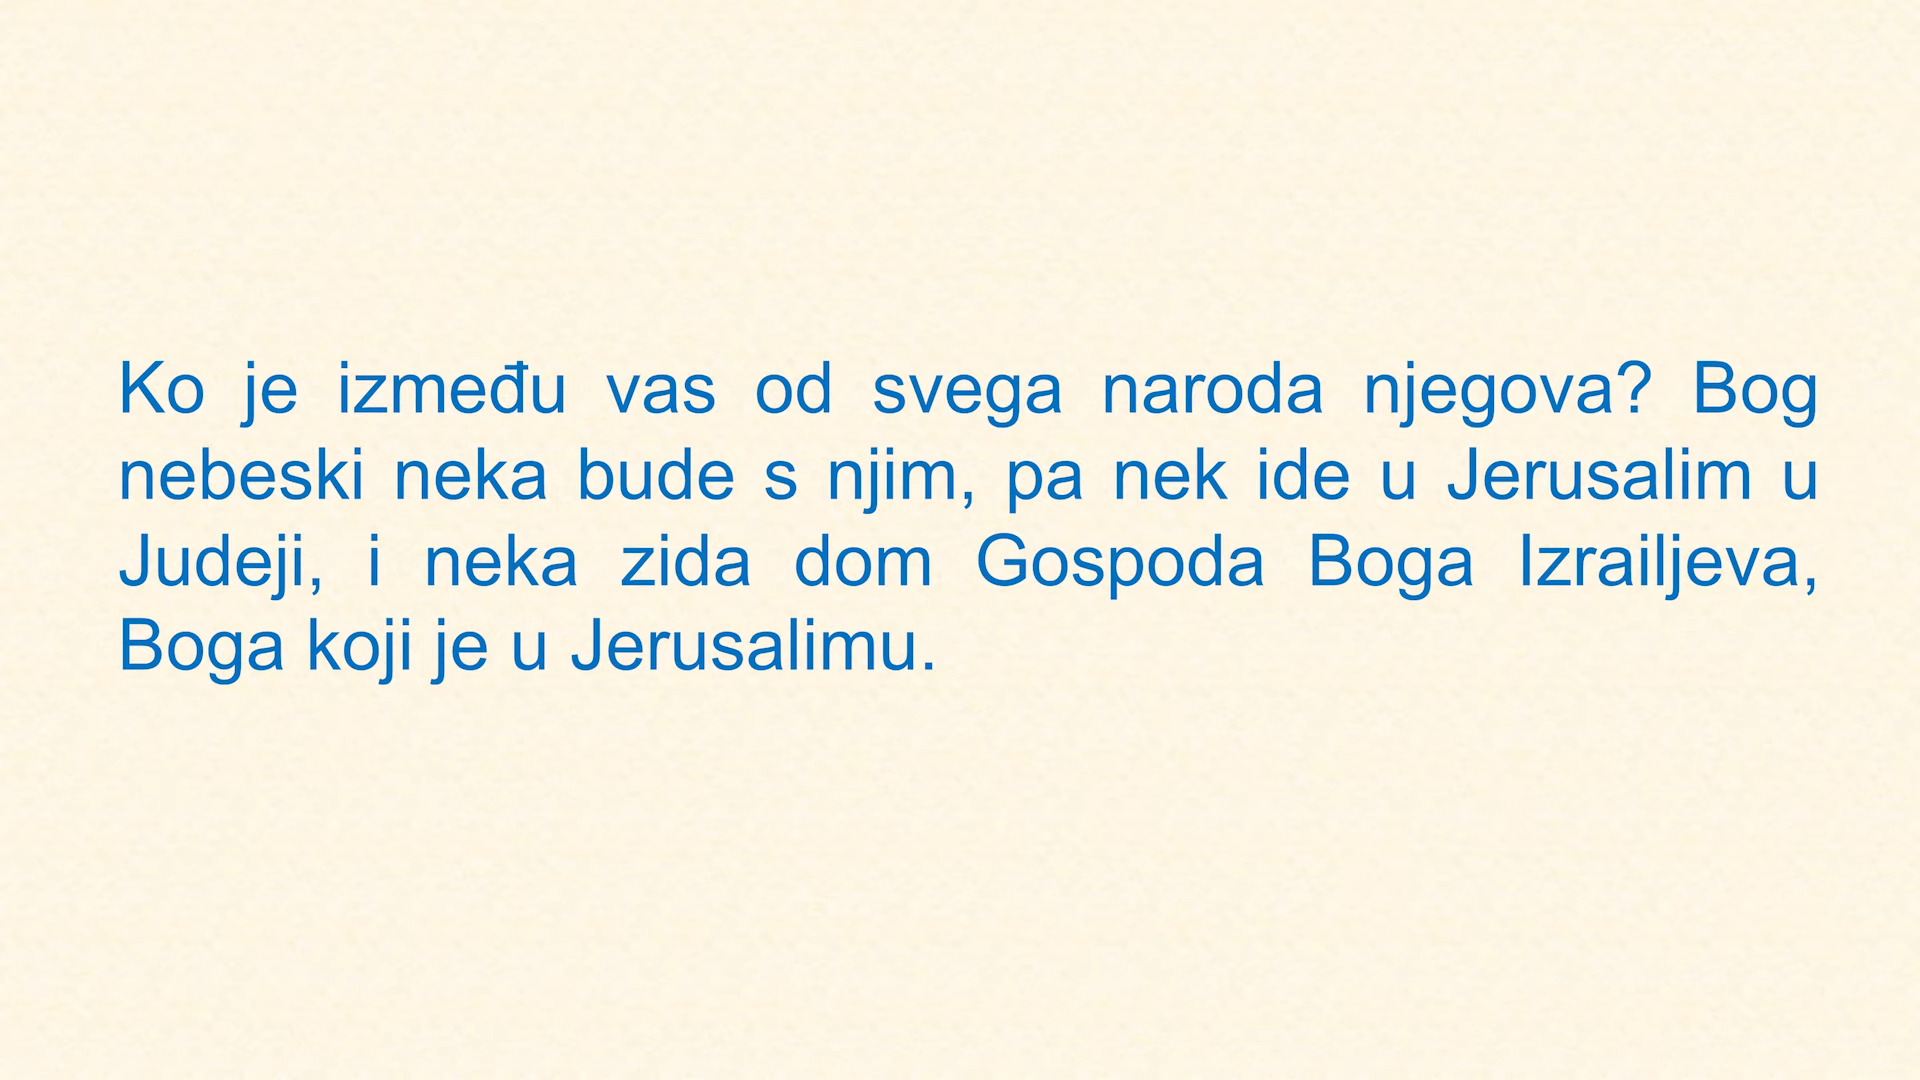 Ko je između vas od svega naroda njegova? Bog
nebeski neka bude s njim, pa nek ide u Jerusalim u
Judeji, i neka zida dom Gospoda Boga Izrailjeva,
Boga koji je u Jerusalimu.